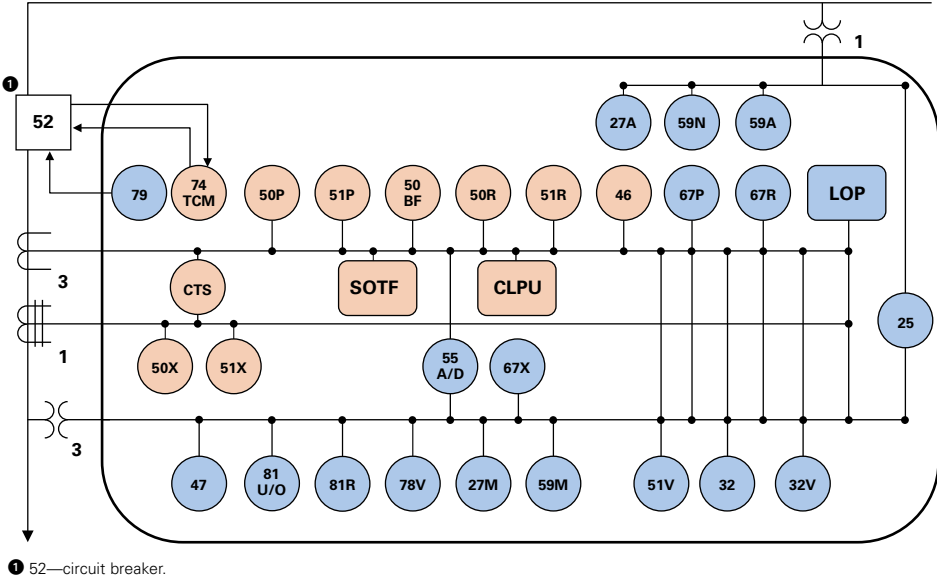 1
❶
52
27A
59N
59A
79
74
TCM
50P
51P
50
BF
50R
51R
46
67P
67R
LOP
3
CTS
SOTF
CLPU
25
1
50X
51X
55
A/D
67X
3
47
81
U/O
81R
78V
27M
59M
51V
32
32V
❶ 52—circuit breaker.